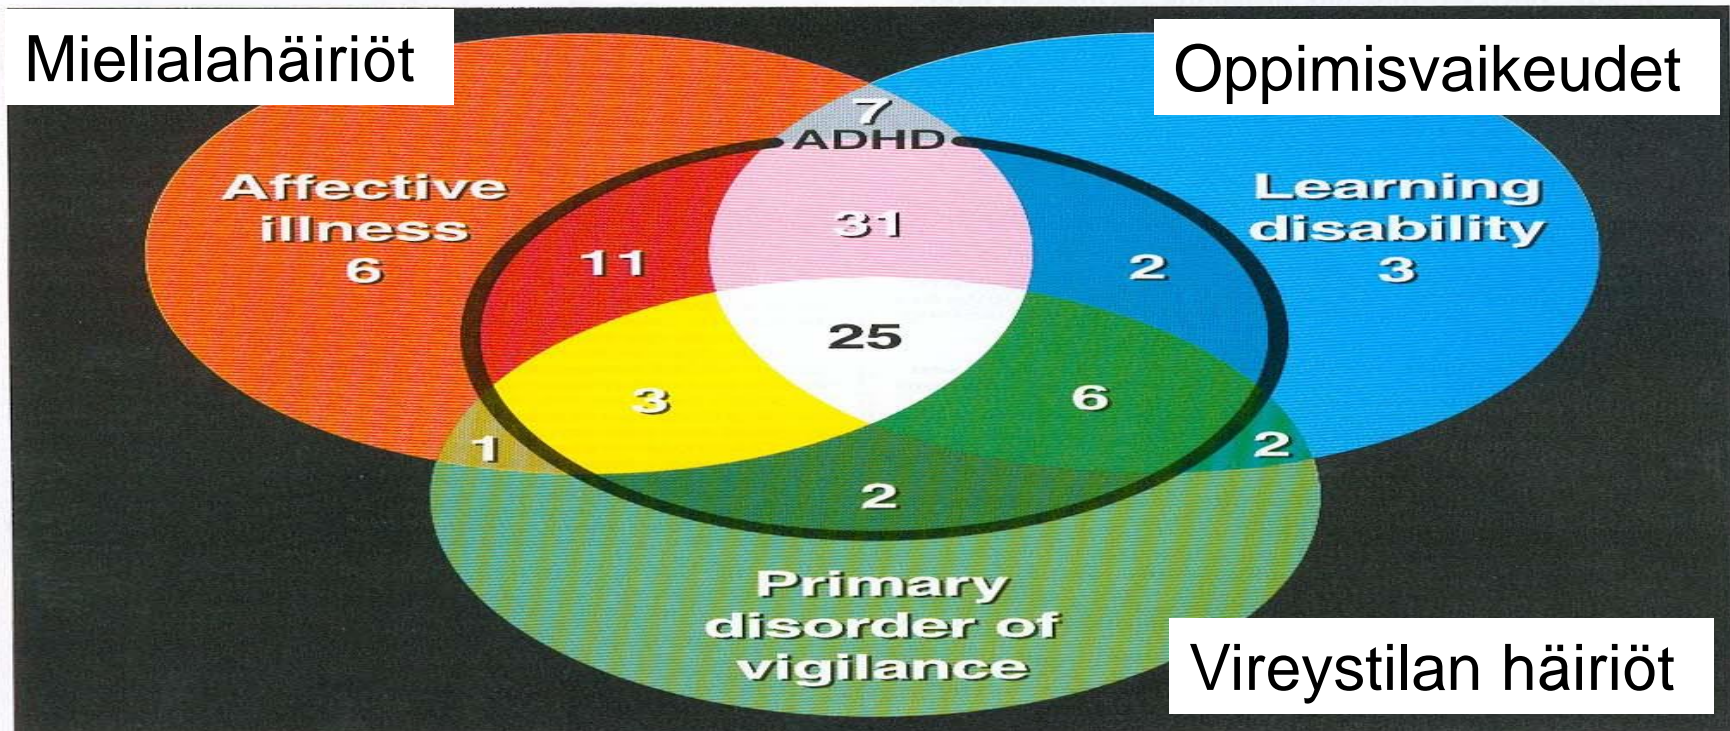 Mielialahäiriöt
Oppimisvaikeudet
7
ADHD
Affective
illness
6
11
31
2
Learning
disability
3
25
3
6
1
2
2
Primary
disorder of
vigilance
Vireystilan häiriöt